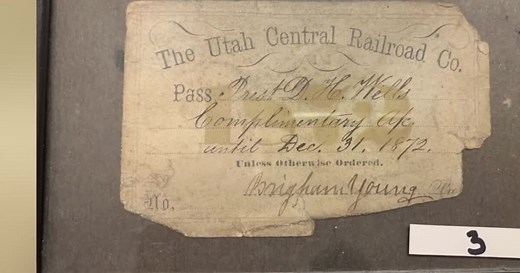 The Utah Central Railroad Co.
Pass Prest D. H. Wells
Complimentary
until Dec. 31. 1872.
Unless Otherwise Ordered.
Brigham Young
No.
3